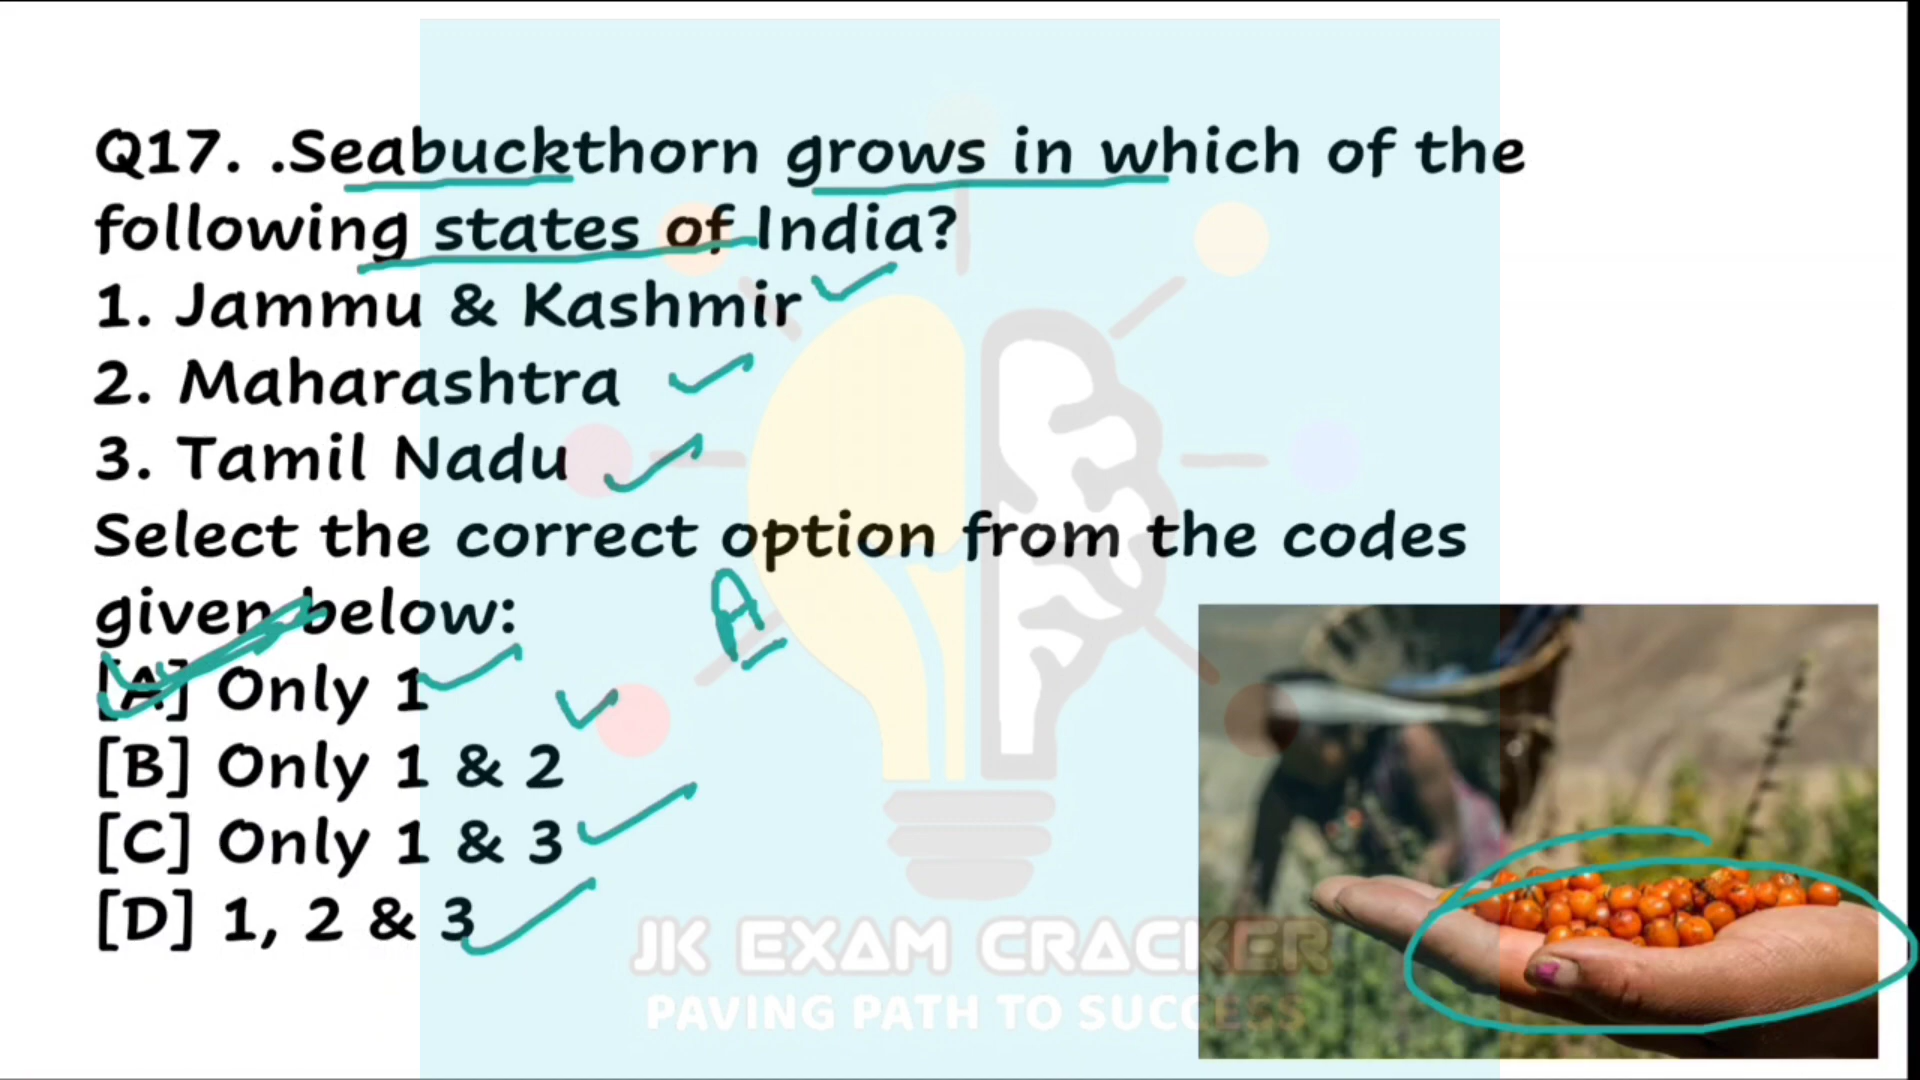 Q17. .Seabuckthorn grows in which of the
following states of India?
1. Jammu & Kashmir
2. Maharashtra
3. Tamil Nadu
Select the correct option from the codes
given below:
A
[A] Only 1
[B] Only 1 & 2
[C] Only 1 & 3
[D] 1, 2 & 3
JK EXAM CRACKER
PAVING PATH TO SUCCESS